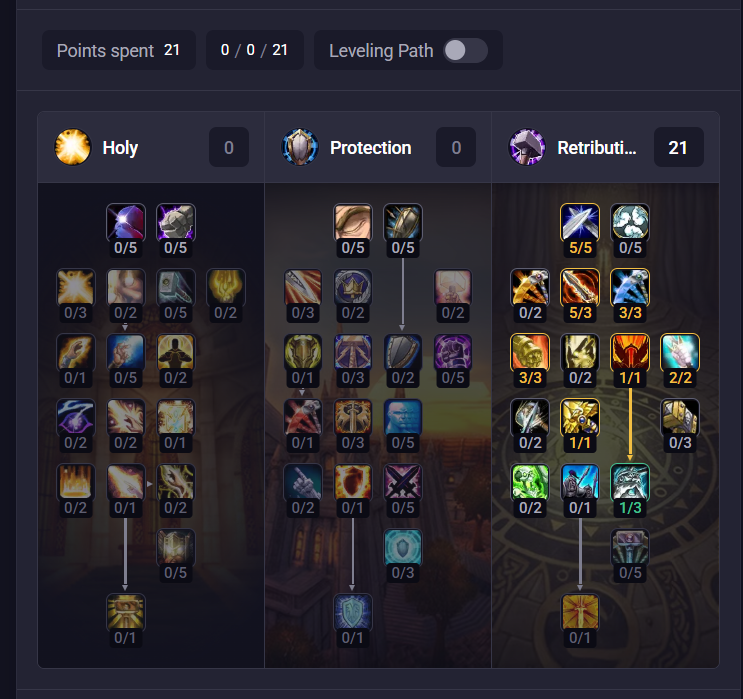 Points spent 21
0 / 0 / 21
Leveling Path
Holy 0
0/5 0/5
0/3 0/2 0/5 0/2
0/1 0/5 0/2
0/2 0/2 0/1
0/2 0/1 0/2
0/5
0/1
Protection 0
0/5 0/5
0/3 0/2 0/2
0/1 0/3 0/2 0/5
0/1 0/3 0/5
0/2 0/1 0/5
0/3
0/1
Retributi... 21
5/5 0/5
0/2 5/3 3/3
3/3 0/2 1/1 2/2
0/2 1/1 0/3
0/2 0/1 1/3
0/5
0/1